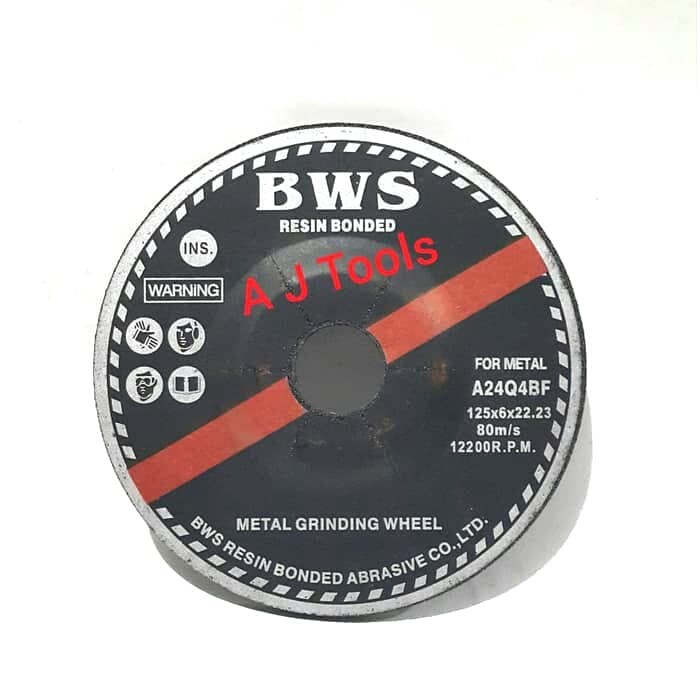 BWS
RESIN BONDED
A J Tools
INS.
WARNING
FOR METAL
A24Q4BF
125x6x22.23
80m/s
12200R.P.M.
METAL GRINDING WHEEL
BWS RESIN BONDED ABRASIVE CO.,LTD.